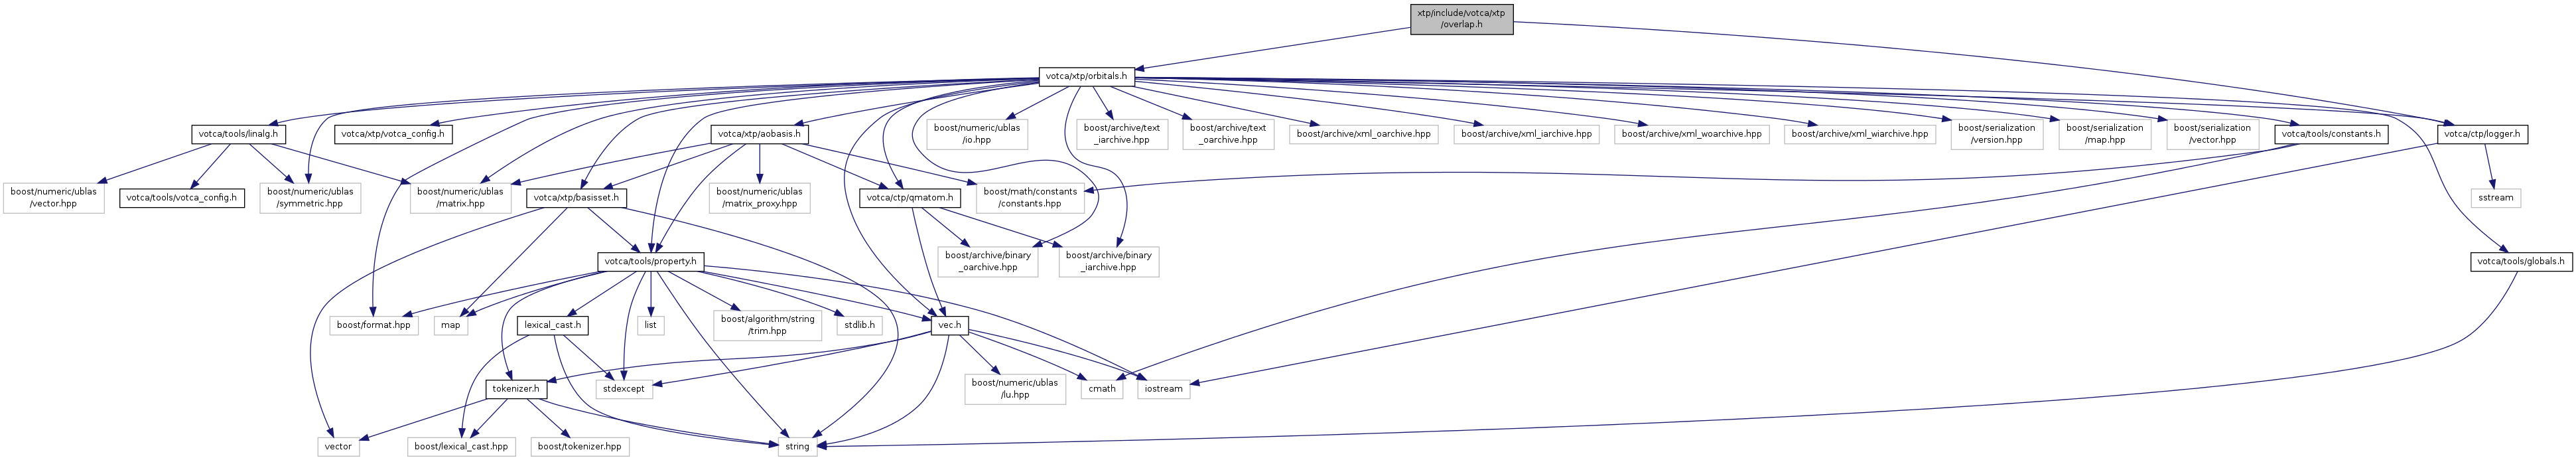 xtp/include/votca/xtp
/overlap.h
votca/xtp/orbitals.h
votca/tools/linalg.h
votca/xtp/votca_config.h
votca/xtp/aobasis.h
boost/numeric/ublas
/io.hpp
boost/archive/text
_iarchive.hpp
boost/archive/text
_oarchive.hpp
boost/archive/xml_oarchive.hpp
boost/archive/xml_iarchive.hpp
boost/archive/xml_woarchive.hpp
boost/archive/xml_wiarchive.hpp
boost/serialization
/version.hpp
boost/serialization
/map.hpp
boost/serialization
/vector.hpp
votca/tools/constants.h
votca/ctp/logger.h
boost/numeric/ublas
/vector.hpp
votca/tools/votca_config.h
boost/numeric/ublas
/symmetric.hpp
boost/numeric/ublas
/matrix.hpp
votca/xtp/basisset.h
boost/numeric/ublas
/matrix_proxy.hpp
votca/ctp/qmatom.h
boost/math/constants
/constants.hpp
sstream
votca/tools/property.h
boost/archive/binary
_oarchive.hpp
boost/archive/binary
_iarchive.hpp
votca/tools/globals.h
boost/format.hpp
map
lexical_cast.h
list
boost/algorithm/string
/trim.hpp
stdlib.h
vec.h
tokenizer.h
stdexcept
boost/numeric/ublas
/lu.hpp
cmath
iostream
vector
boost/lexical_cast.hpp
boost/tokenizer.hpp
string